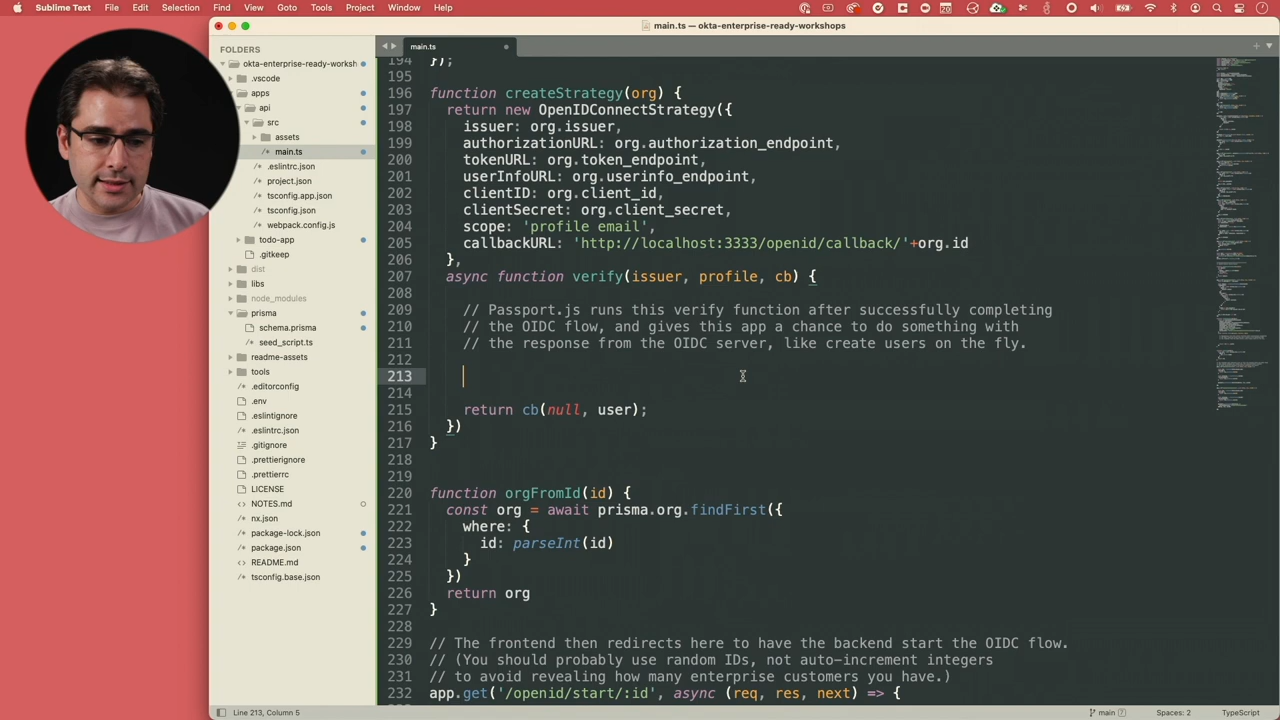 Sublime Text File Edit Selection Find View Goto Tools Project Window Help
main.ts — okta-enterprise-ready-workshops
FOLDERS
okta-enterprise-ready-worksh
.vscode
apps
api
src
assets
main.ts
.eslintrc.json
project.json
tsconfig.app.json
tsconfig.json
webpack.config.js
todo-app
.gitkeep
dist
libs
node_modules
prisma
schema.prisma
seed_script.ts
readme-assets
tools
.editorconfig
.env
.eslintignore
.eslintrc.json
.gitignore
.prettierignore
.prettierrc
LICENSE
NOTES.md
nx.json
package-lock.json
package.json
README.md
tsconfig.base.json
main.ts
194 });
195
196 function createStrategy(org) {
197 return new OpenIDConnectStrategy({
198 issuer: org.issuer,
199 authorizationURL: org.authorization_endpoint,
200 tokenURL: org.token_endpoint,
201 userInfoURL: org.userinfo_endpoint,
202 clientID: org.client_id,
203 clientSecret: org.client_secret,
204 scope: 'profile email',
205 callbackURL: 'http://localhost:3333/openid/callback/'+org.id
206 },
207 async function verify(issuer, profile, cb) {
208
209 // Passport.js runs this verify function after successfully completing
210 // the OIDC flow, and gives this app a chance to do something with
211 // the response from the OIDC server, like create users on the fly.
212
213
214
215 return cb(null, user);
216 })
217 }
218
219
220 function orgFromId(id) {
221 const org = await prisma.org.findFirst({
222 where: {
223 id: parseInt(id)
224 }
225 })
226 return org
227 }
228
229 // The frontend then redirects here to have the backend start the OIDC flow.
230 // (You should probably use random IDs, not auto-increment integers
231 // to avoid revealing how many enterprise customers you have.)
232 app.get('/openid/start/:id', async (req, res, next) => {
Line 213, Column 5
main 7
Spaces: 2
TypeScript